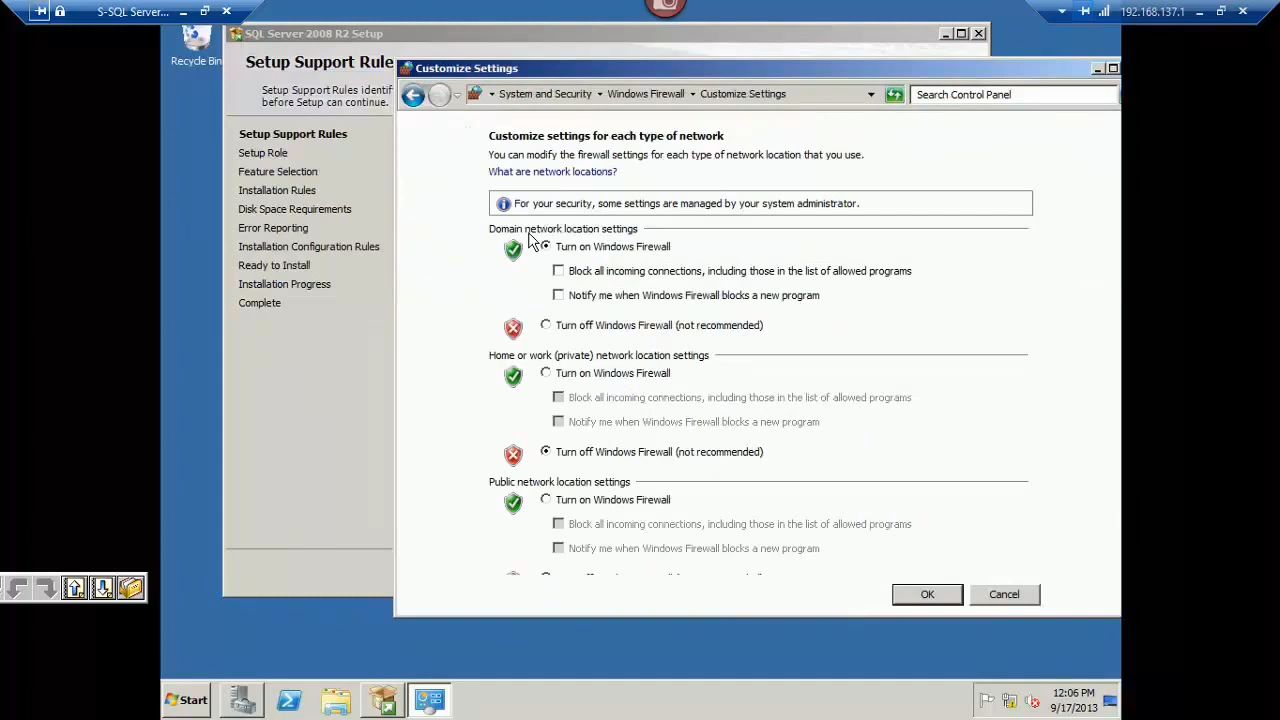 S-SQL Server...
192.168.137.1
Recycle Bin
SQL Server 2008 R2 Setup
Setup Support Rule
Setup Support Rules identif
before Setup can continue.
Setup Support Rules
Setup Role
Feature Selection
Installation Rules
Disk Space Requirements
Error Reporting
Installation Configuration Rules
Ready to Install
Installation Progress
Complete
Customize Settings
System and Security
Windows Firewall
Customize Settings
Search Control Panel
Customize settings for each type of network
You can modify the firewall settings for each type of network location that you use.
What are network locations?
For your security, some settings are managed by your system administrator.
Domain network location settings
Turn on Windows Firewall
Block all incoming connections, including those in the list of allowed programs
Notify me when Windows Firewall blocks a new program
Turn off Windows Firewall (not recommended)
Home or work (private) network location settings
Turn on Windows Firewall
Block all incoming connections, including those in the list of allowed programs
Notify me when Windows Firewall blocks a new program
Turn off Windows Firewall (not recommended)
Public network location settings
Turn on Windows Firewall
Block all incoming connections, including those in the list of allowed programs
Notify me when Windows Firewall blocks a new program
OK
Cancel
Start
12:06 PM
9/17/2013